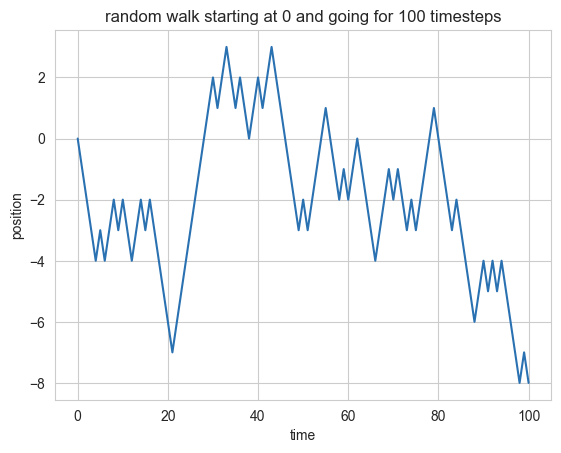 random walk starting at 0 and going for 100 timesteps
2
0
−2
−4
−6
−8
position
0 20 40 60 80 100
time